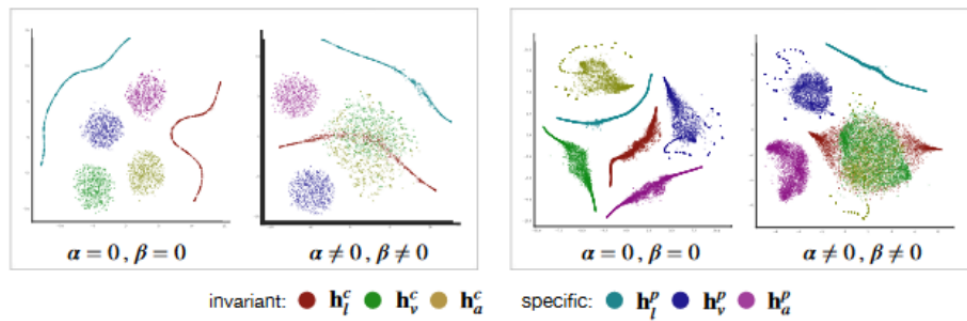 α = 0 , β = 0
α ≠ 0 , β ≠ 0
α = 0 , β = 0
α ≠ 0 , β ≠ 0
invariant: h_l^c h_v^c h_a^c specific: h_l^p h_v^p h_a^p